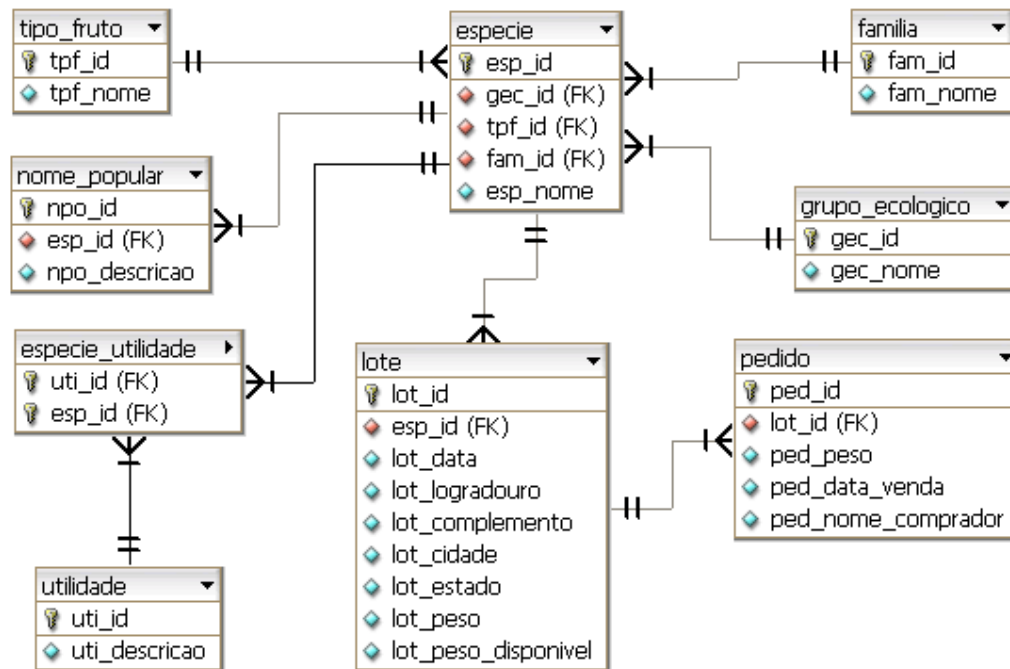 tipo_fruto
tpf_id
tpf_nome
especie
esp_id
gec_id (FK)
tpf_id (FK)
fam_id (FK)
esp_nome
familia
fam_id
fam_nome
nome_popular
npo_id
esp_id (FK)
npo_descricao
grupo_ecologico
gec_id
gec_nome
especie_utilidade
uti_id (FK)
esp_id (FK)
lote
lot_id
esp_id (FK)
lot_data
lot_logradouro
lot_complemento
lot_cidade
lot_estado
lot_peso
lot_peso_disponivel
pedido
ped_id
lot_id (FK)
ped_peso
ped_data_venda
ped_nome_comprador
utilidade
uti_id
uti_descricao